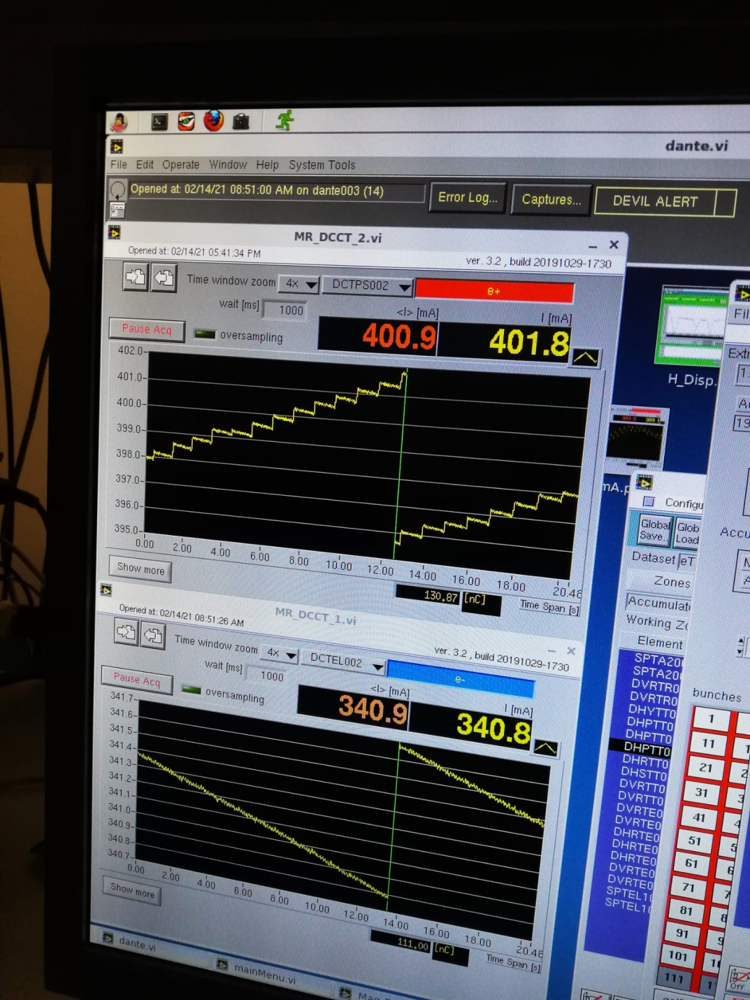 dante.vi
File Edit Operate Window Help System Tools
Opened at: 02/14/21 08:51:00 AM on dante003 (14)
Error Log...
Captures...
DEVIL ALERT
MR_DCCT_2.vi
Opened at: 02/14/21 05:41:34 PM
ver. 3.2 , build 20191029-1730
Time window zoom 4x DCTPS002 e+
wait [ms] 1000
<I> [mA] I [mA]
Pause Acq
oversampling
400.9 401.8
402.0
401.0
400.0
399.0
398.0
397.0
396.0
395.0
0.00 2.00 4.00 6.00 8.00 10.00 12.00 14.00 16.00 18.00 20.48
Show more
130.87 [nC]
Time Span [s]
MR_DCCT_1.vi
Opened at: 02/14/21 08:51:26 AM
ver. 3.2 , build 20191029-1730
Time window zoom 4x DCTEL002 e-
wait [ms] 1000
<I> [mA] I [mA]
Pause Acq
oversampling
340.9 340.8
341.7
341.6
341.5
341.4
341.3
341.2
341.1
341.0
340.9
340.8
340.7
0.00 2.00 4.00 6.00 8.00 10.00 12.00 14.00 16.00 18.00 20.48
Show more
111.00 [nC]
Time Span [s]
dante.vi
mainMenu.vi
H_Disp.
mA.p
Configu
Global Save..
Glob Load
Dataset eT
Zones
Accumulat
Working Zo
Element
SPTA20
SPTA20
DVRTR0
DVRTR0
DHYTT0
DHPTT0
DHPTT0
DHPTT0
DHRTT0
DHSTT0
DVRTT0
DVRTT0
DVRTE0
DVRTE0
DHRTE0
DHRTE0
DHRTE0
DVRTE0
DVRTE0
SPTEL10
SPTEL10
Fil
Extr
Accu
bunches
1
11
21
31
41
51
61
71
81
91
101
111
Off